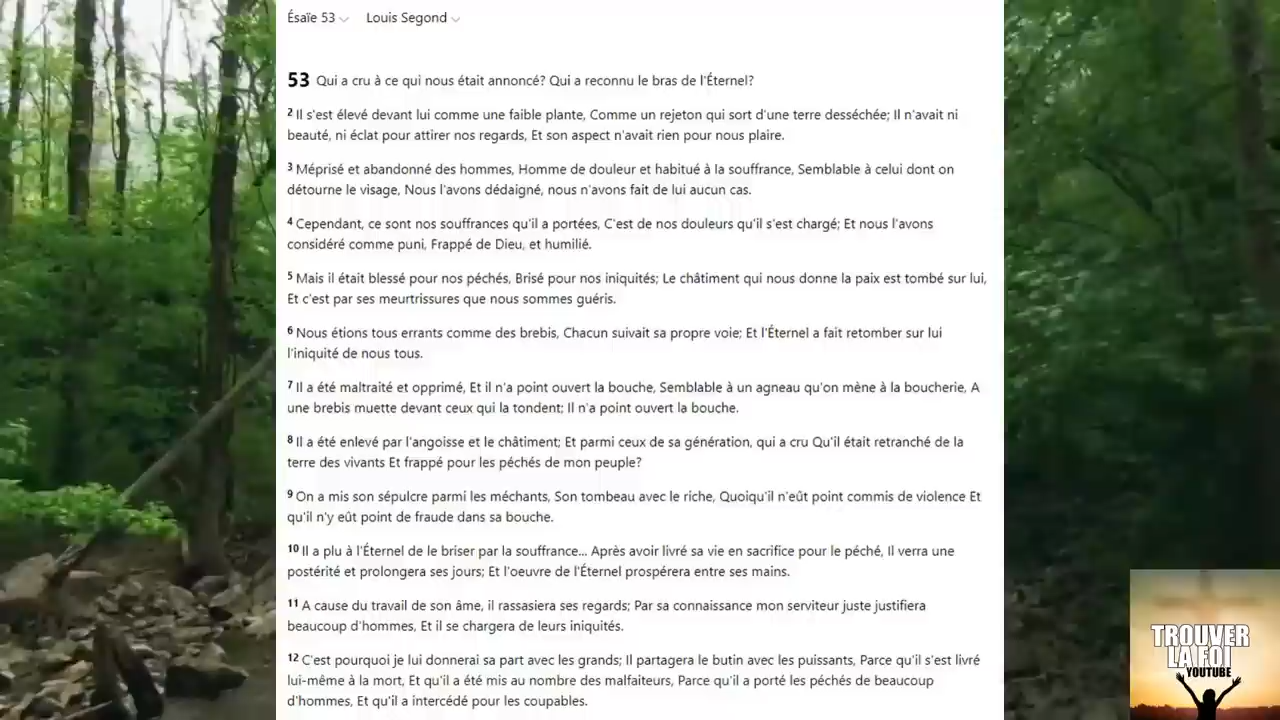 Ésaïe 53 Louis Segond
53 Qui a cru à ce qui nous était annoncé? Qui a reconnu le bras de l'Éternel?
2 Il s'est élevé devant lui comme une faible plante, Comme un rejeton qui sort d'une terre desséchée; Il n'avait ni
beauté, ni éclat pour attirer nos regards, Et son aspect n'avait rien pour nous plaire.
3 Méprisé et abandonné des hommes, Homme de douleur et habitué à la souffrance, Semblable à celui dont on
détourne le visage, Nous l'avons dédaigné, nous n'avons fait de lui aucun cas.
4 Cependant, ce sont nos souffrances qu'il a portées, C'est de nos douleurs qu'il s'est chargé; Et nous l'avons
considéré comme puni, Frappé de Dieu, et humilié.
5 Mais il était blessé pour nos péchés, Brisé pour nos iniquités; Le châtiment qui nous donne la paix est tombé sur lui,
Et c'est par ses meurtrissures que nous sommes guéris.
6 Nous étions tous errants comme des brebis, Chacun suivait sa propre voie; Et l'Éternel a fait retomber sur lui
l'iniquité de nous tous.
7 Il a été maltraité et opprimé, Et il n'a point ouvert la bouche, Semblable à un agneau qu'on mène à la boucherie, A
une brebis muette devant ceux qui la tondent; Il n'a point ouvert la bouche.
8 Il a été enlevé par l'angoisse et le châtiment; Et parmi ceux de sa génération, qui a cru Qu'il était retranché de la
terre des vivants Et frappé pour les péchés de mon peuple?
9 On a mis son sépulcre parmi les méchants, Son tombeau avec le riche, Quoiqu'il n'eût point commis de violence Et
qu'il n'y eût point de fraude dans sa bouche.
10 Il a plu à l'Éternel de le briser par la souffrance... Après avoir livré sa vie en sacrifice pour le péché, Il verra une
postérité et prolongera ses jours; Et l'oeuvre de l'Éternel prospérera entre ses mains.
11 A cause du travail de son âme, il rassasiera ses regards; Par sa connaissance mon serviteur juste justifiera
beaucoup d'hommes, Et il se chargera de leurs iniquités.
12 C'est pourquoi je lui donnerai sa part avec les grands; Il partagera le butin avec les puissants, Parce qu'il s'est livré
lui-même à la mort, Et qu'il a été mis au nombre des malfaiteurs, Parce qu'il a porté les péchés de beaucoup
d'hommes, Et qu'il a intercédé pour les coupables.
TROUVER
LA FOI
YOUTUBE